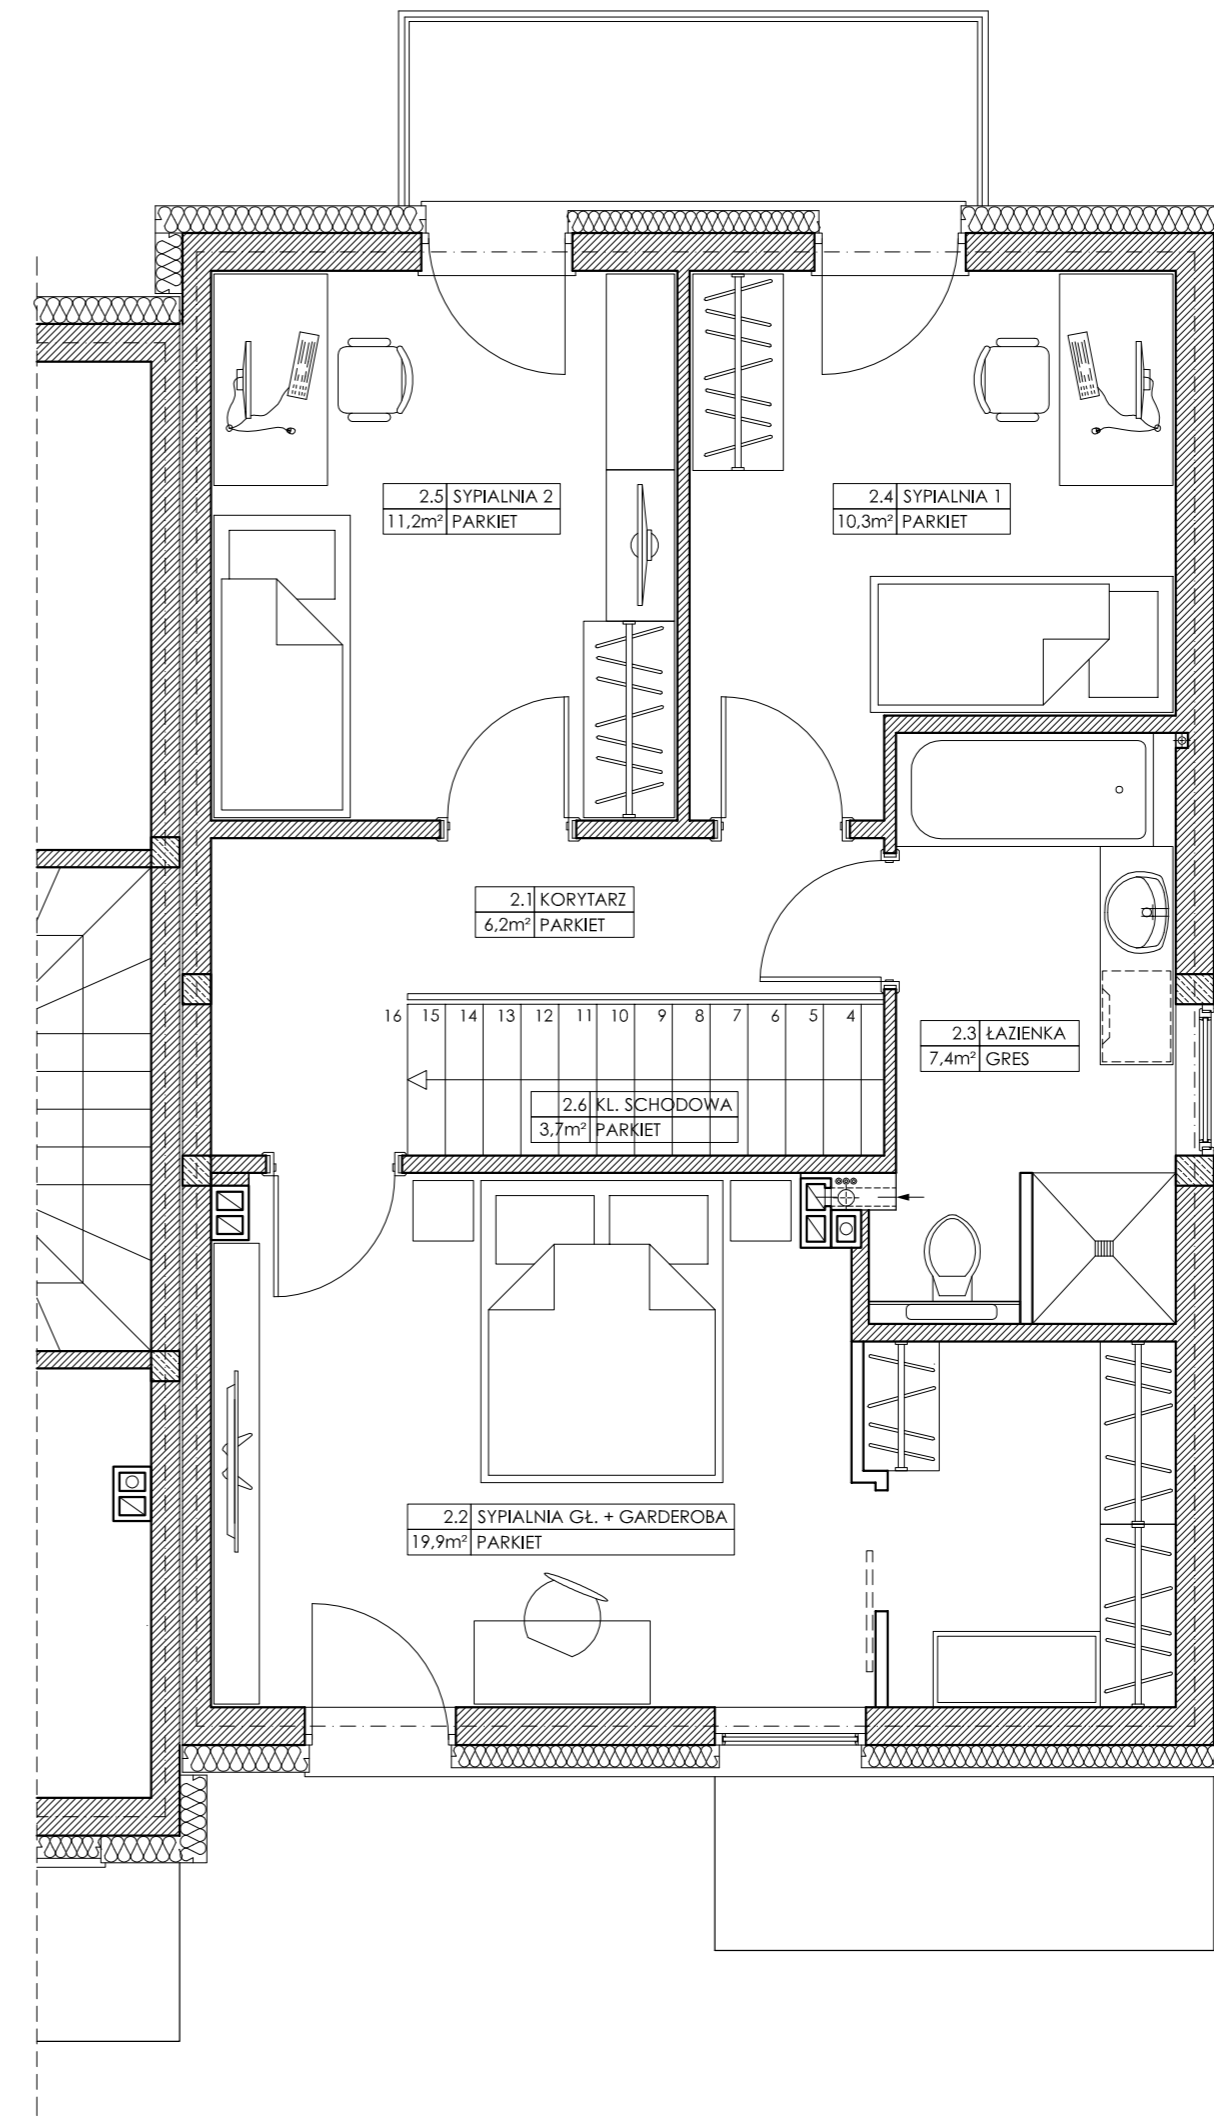 2.5 SYPIALNIA 2
11,2m² PARKIET
2.4 SYPIALNIA 1
10,3m² PARKIET
2.1 KORYTARZ
6,2m² PARKIET
16 15 14 13 12 11 10 9 8 7 6 5 4
2.3 ŁAZIENKA
7,4m² GRES
2.6 KL. SCHODOWA
3,7m² PARKIET
2.2 SYPIALNIA GŁ. + GARDEROBA
19,9m² PARKIET